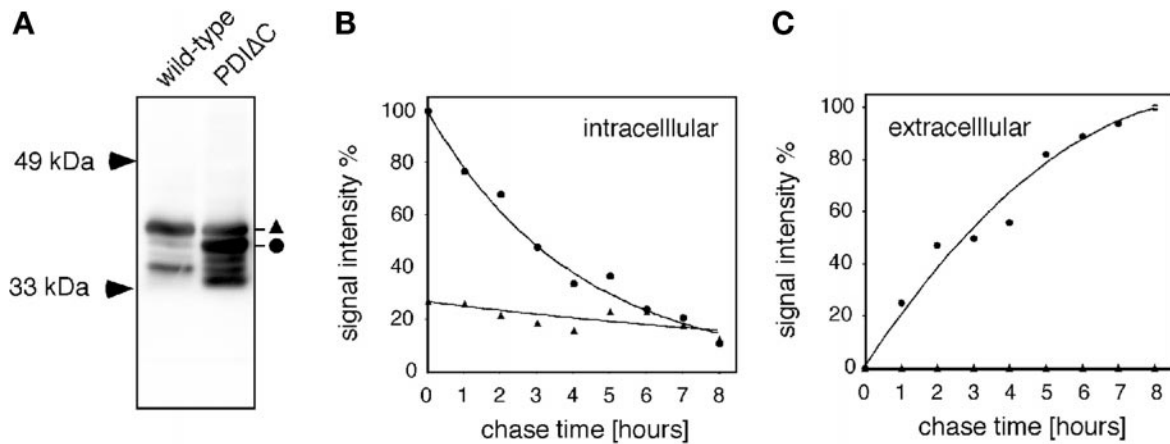 A
wild-type
PDIΔC
49 kDa
33 kDa
B
signal intensity %
100
80
60
40
20
0
intracelllular
0 1 2 3 4 5 6 7 8
chase time [hours]
C
signal intensity %
100
80
60
40
20
0
extracelllular
0 1 2 3 4 5 6 7 8
chase time [hours]